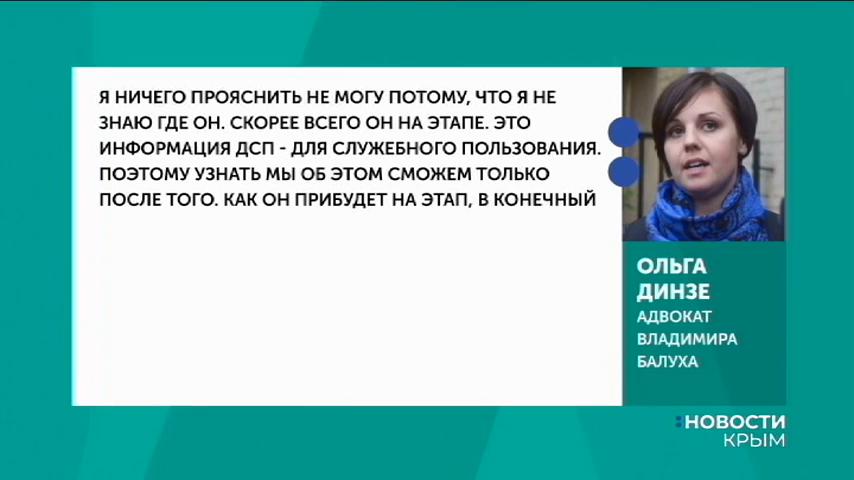 Я НИЧЕГО ПРОЯСНИТЬ НЕ МОГУ ПОТОМУ, ЧТО Я НЕ
ЗНАЮ ГДЕ ОН. СКОРЕЕ ВСЕГО ОН НА ЭТАПЕ. ЭТО
ИНФОРМАЦИЯ ДСП - ДЛЯ СЛУЖЕБНОГО ПОЛЬЗОВАНИЯ.
ПОЭТОМУ УЗНАТЬ МЫ ОБ ЭТОМ СМОЖЕМ ТОЛЬКО
ПОСЛЕ ТОГО. КАК ОН ПРИБУДЕТ НА ЭТАП, В КОНЕЧНЫЙ
ОЛЬГА
ДИНЗЕ
АДВОКАТ
ВЛАДИМИРА
БАЛУХА
:НОВОСТИ
КРЫМ